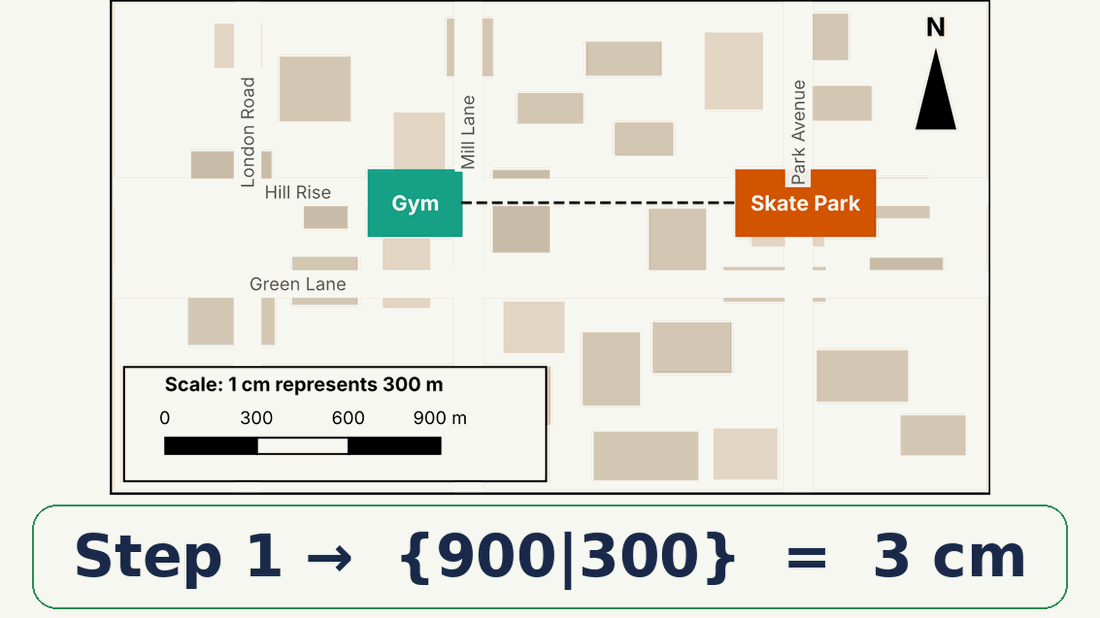 N
London Road
Mill Lane
Park Avenue
Hill Rise
Gym
Skate Park
Green Lane
Scale: 1 cm represents 300 m
0 300 600 900 m
Step 1 → {900|300} = 3 cm